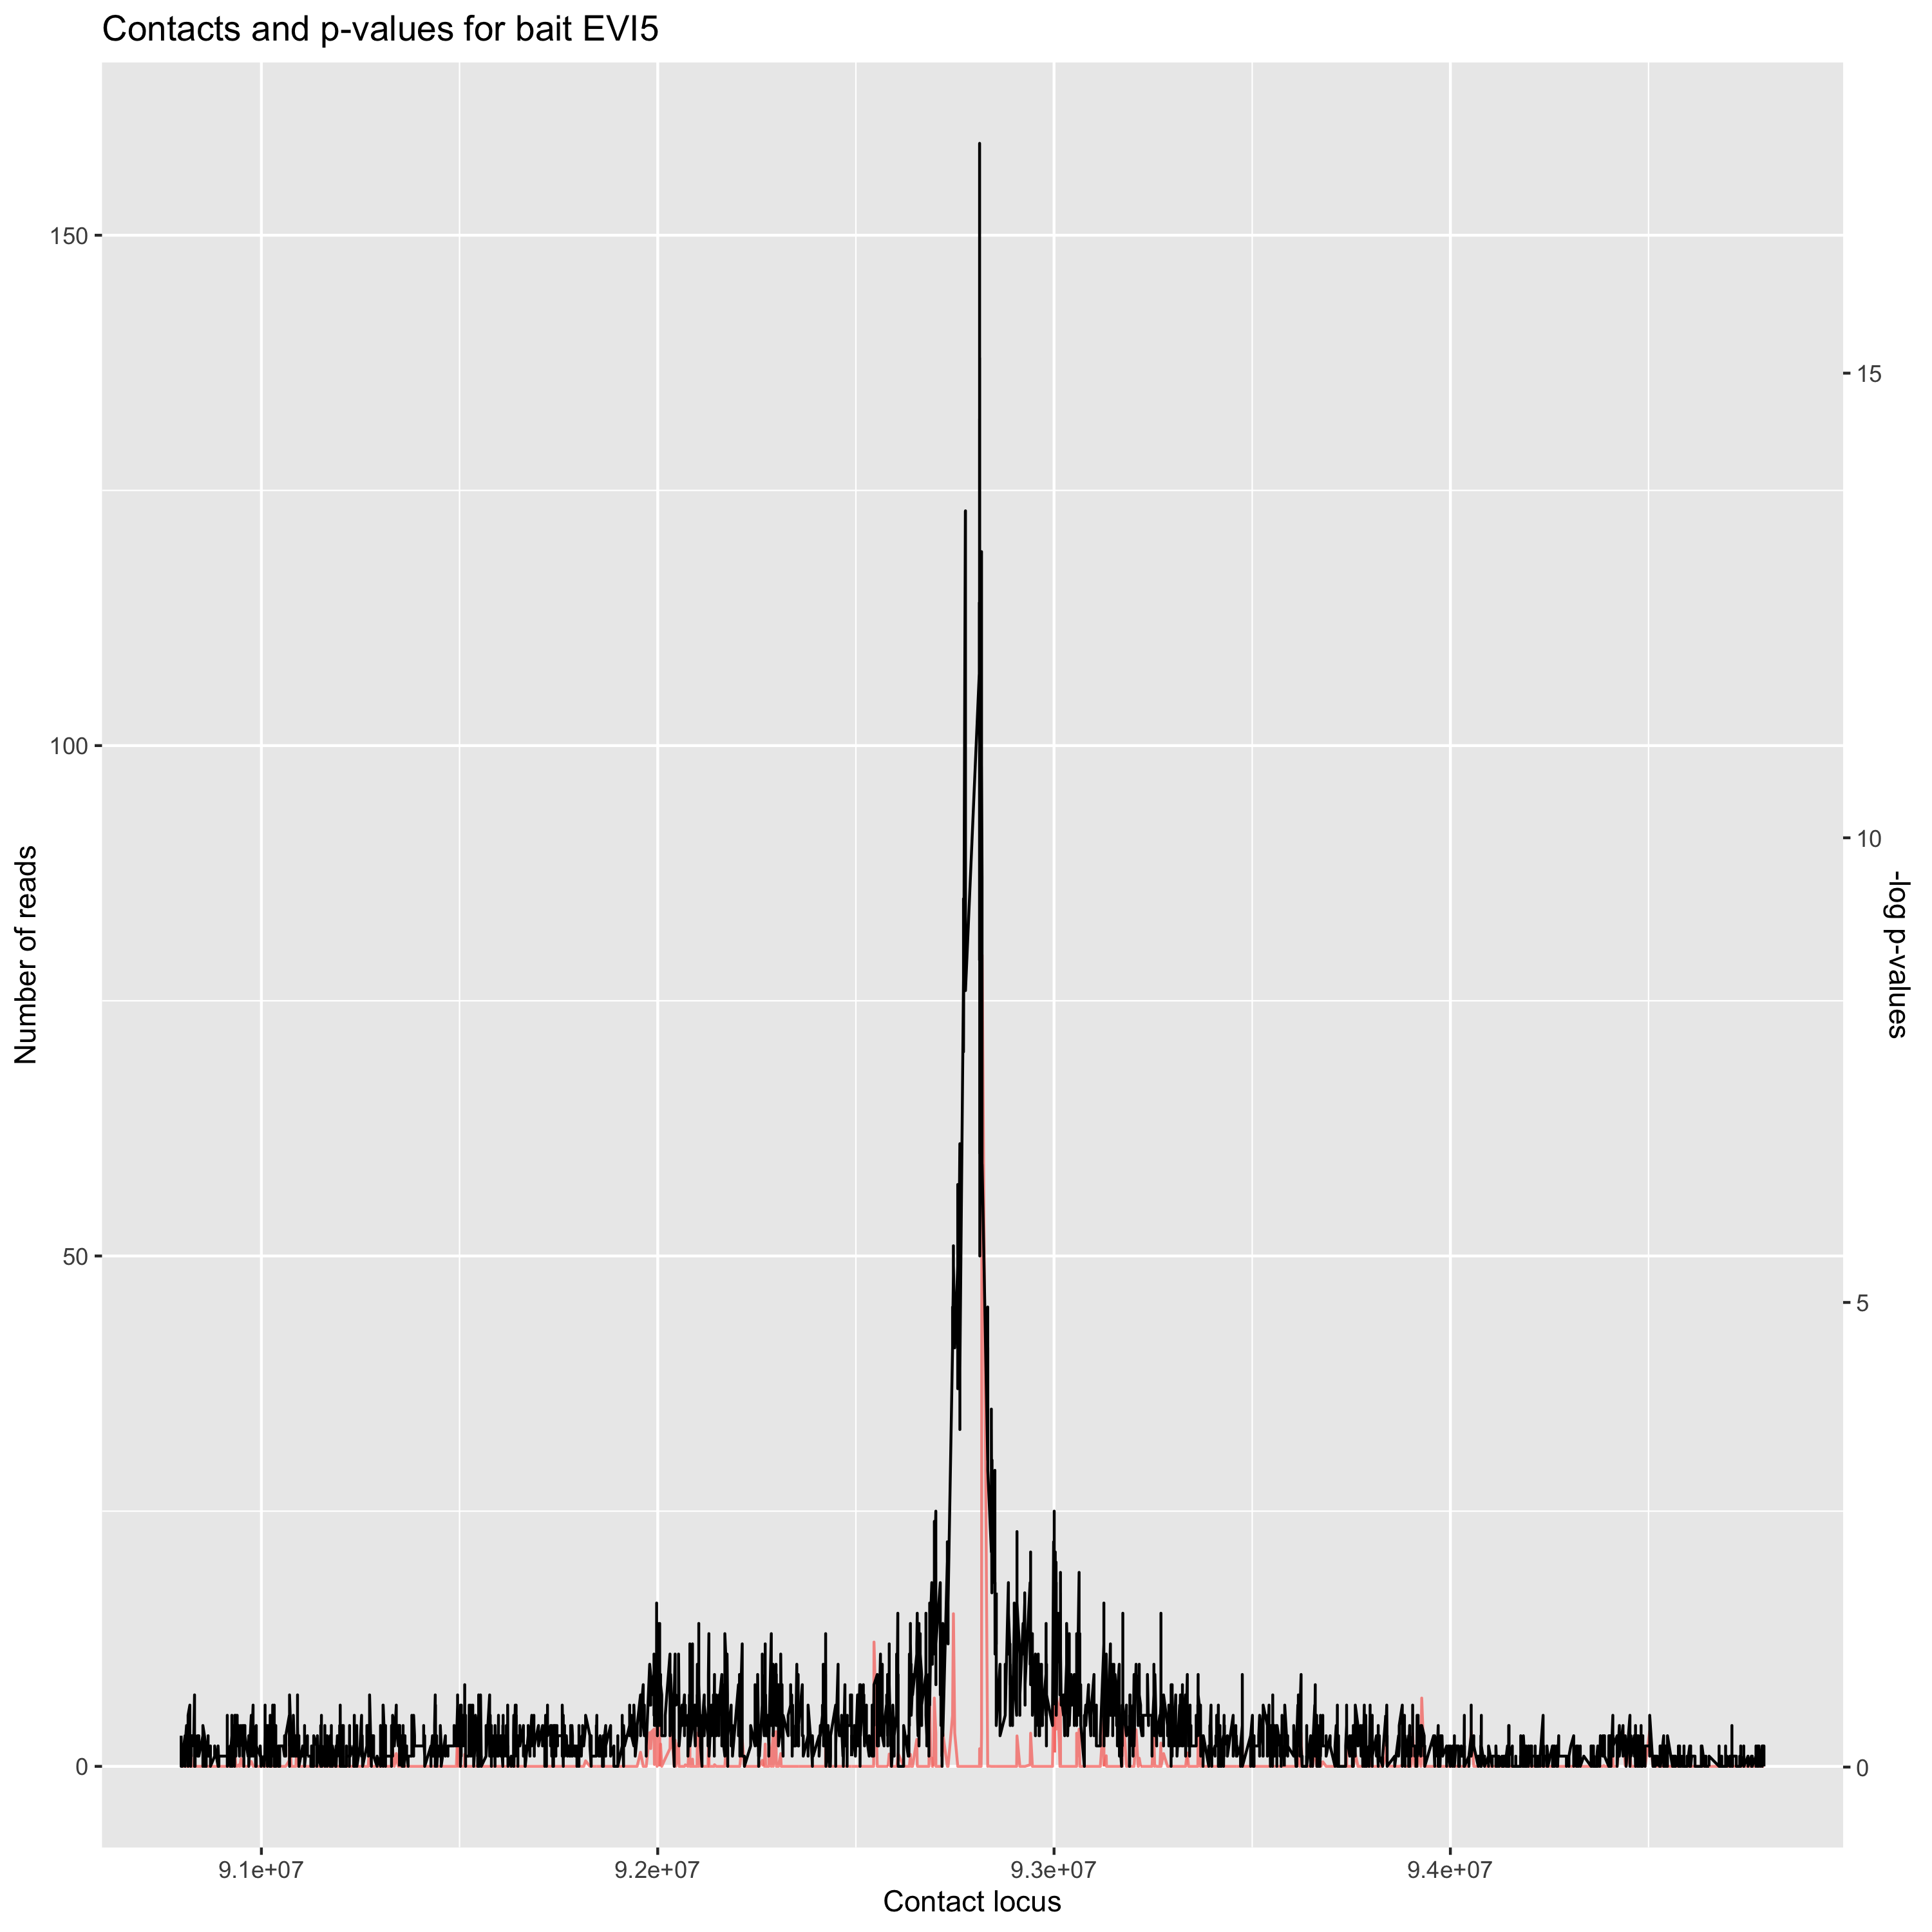 Contacts and p-values for bait EVI5
150
100
50
0
Number of reads
15
10
5
0
-log p-values
9.1e+07
9.2e+07
9.3e+07
9.4e+07
Contact locus